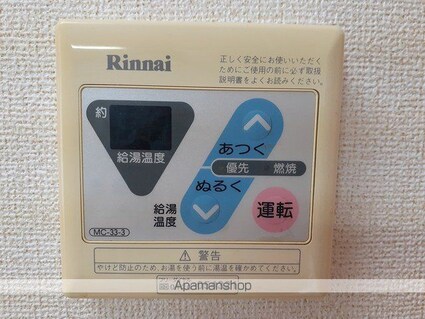 Rinnai
正しく安全にお使いいただく
ためにご使用の前に必ず取扱
説明書をよくお読みください。
約
給湯温度
あつく
優先
燃焼
ぬるく
給湯
温度
運転
MC-33-3
⚠ 警告
やけど防止のため、お湯を使う前に湯温を確かめてください。
Apamanshop